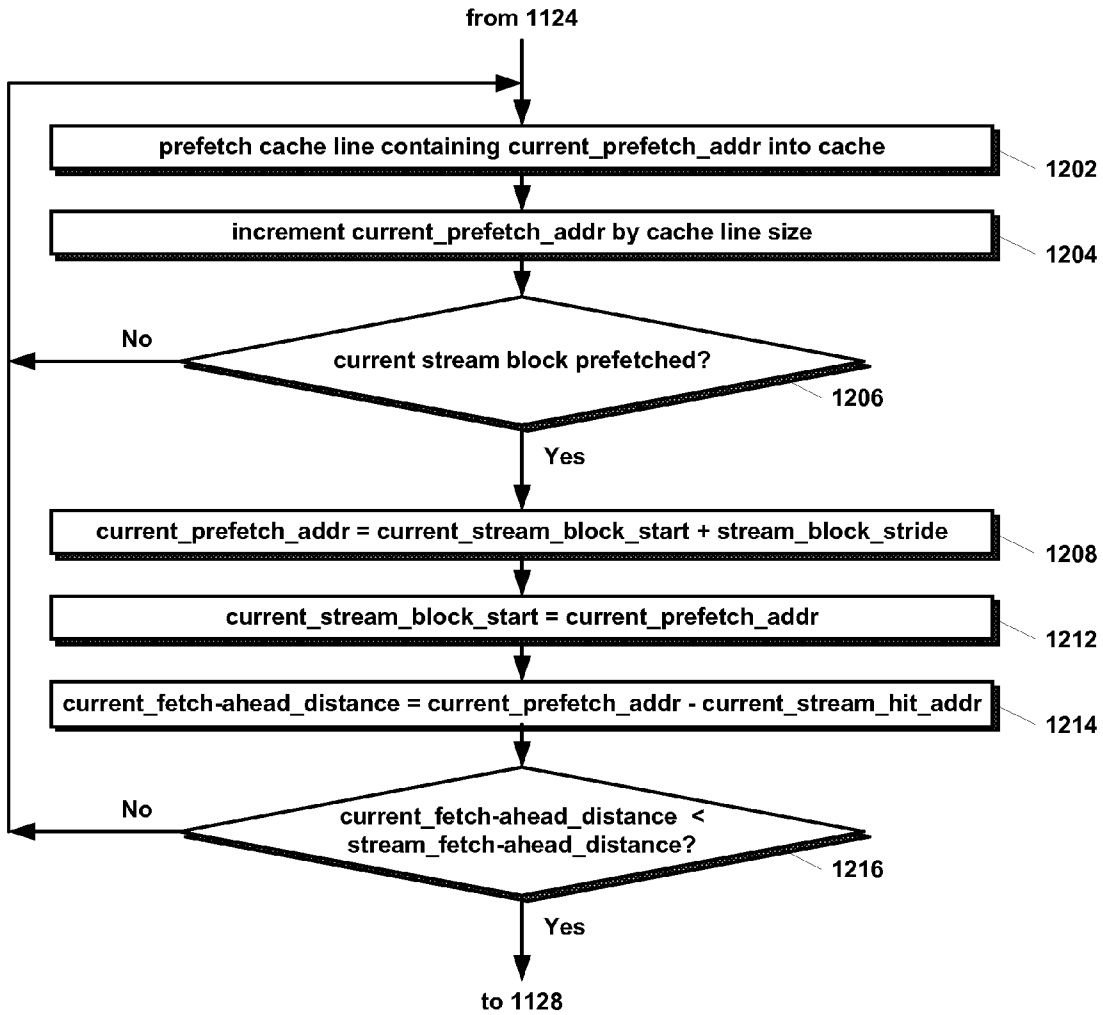 from 1124
prefetch cache line containing current_prefetch_addr into cache
1202
increment current_prefetch_addr by cache line size
1204
No
current stream block prefetched?
1206
Yes
current_prefetch_addr = current_stream_block_start + stream_block_stride
1208
current_stream_block_start = current_prefetch_addr
1212
current_fetch-ahead_distance = current_prefetch_addr - current_stream_hit_addr
1214
No
current_fetch-ahead_distance <
stream_fetch-ahead_distance?
1216
Yes
to 1128